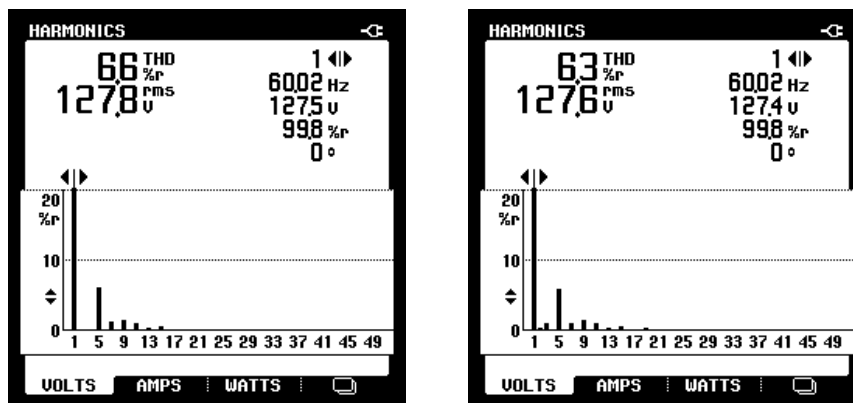 HARMONICS
6.6 THD %r
127.8 rms V
1
60.02 Hz
127.5 V
99.8 %r
0 °
20
%r
10
0
1 5 9 13 17 21 25 29 33 37 41 45 49
VOLTS AMPS WATTS
HARMONICS
6.3 THD %r
127.6 rms V
1
60.02 Hz
127.4 V
99.8 %r
0 °
20
%r
10
0
1 5 9 13 17 21 25 29 33 37 41 45 49
VOLTS AMPS WATTS